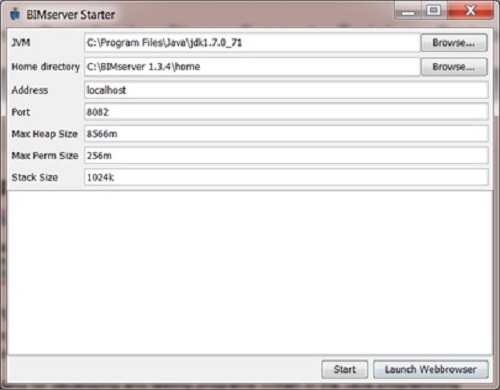 BIMserver Starter
JVM C:\Program Files\Java\jdk1.7.0_71 Browse...
Home directory C:\BIMserver 1.3.4\home Browse...
Address localhost
Port 8082
Max Heap Size 8566m
Max Perm Size 256m
Stack Size 1024k
Start Launch Webbrowser